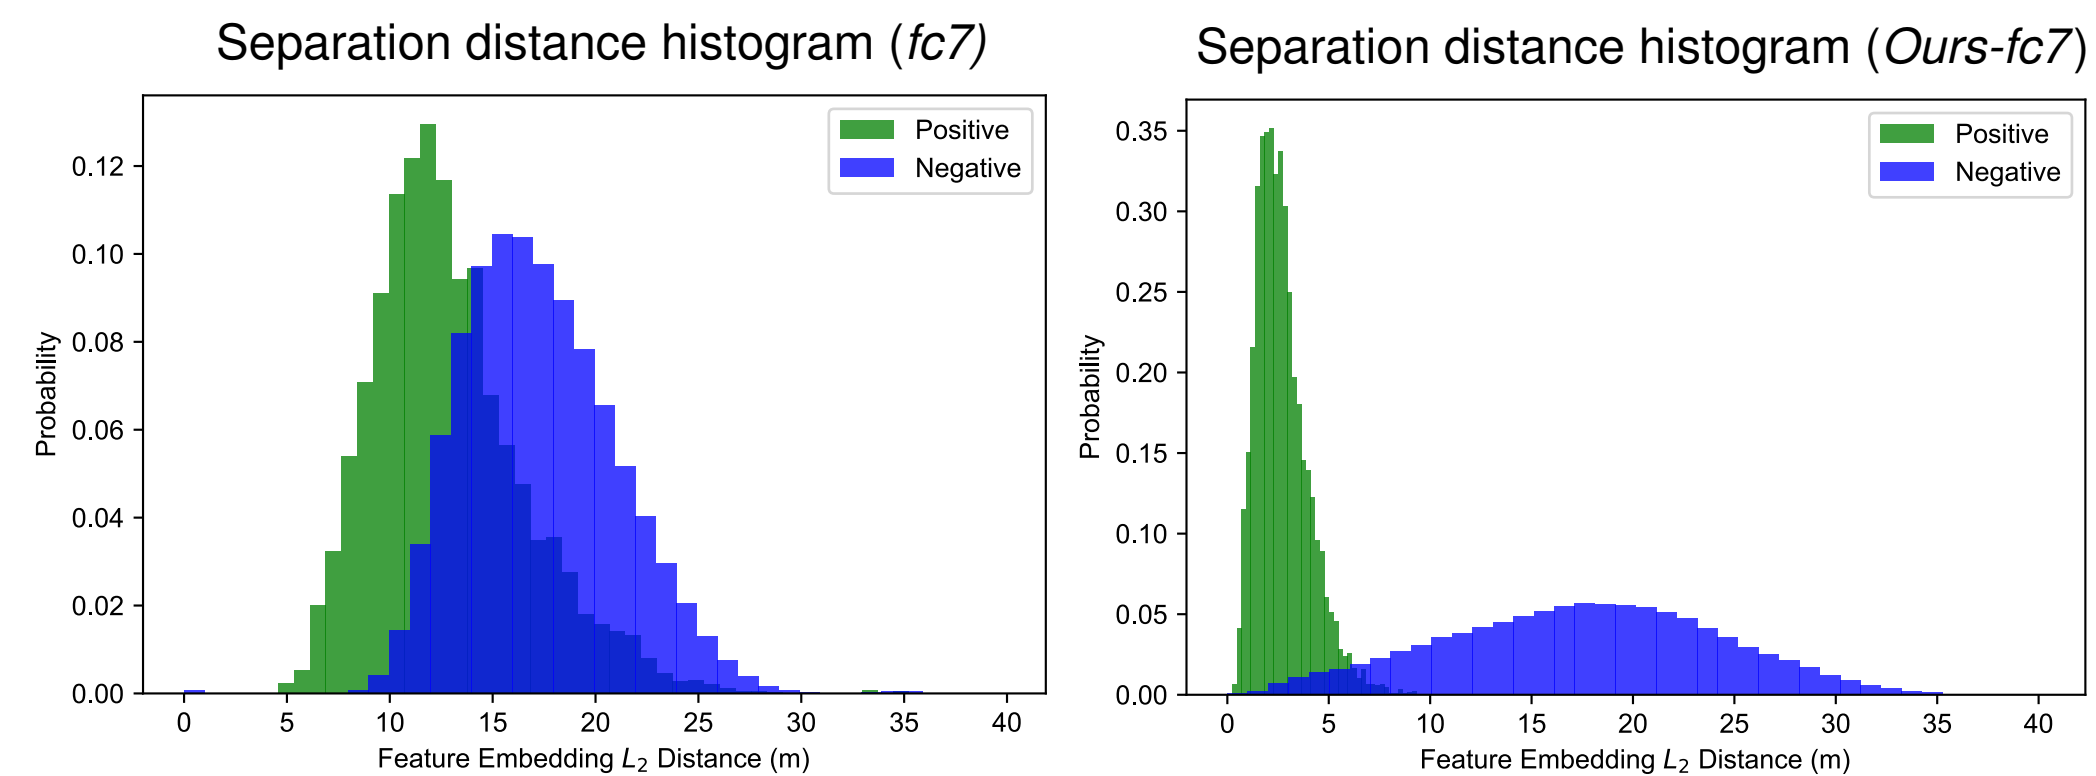 Separation distance histogram (fc7)
Positive
Negative
0.12
0.10
0.08
0.06
0.04
0.02
0.00
Probability
0 5 10 15 20 25 30 35 40
Feature Embedding L2 Distance (m)
Separation distance histogram (Ours-fc7)
Positive
Negative
0.35
0.30
0.25
0.20
0.15
0.10
0.05
0.00
Probability
0 5 10 15 20 25 30 35 40
Feature Embedding L2 Distance (m)